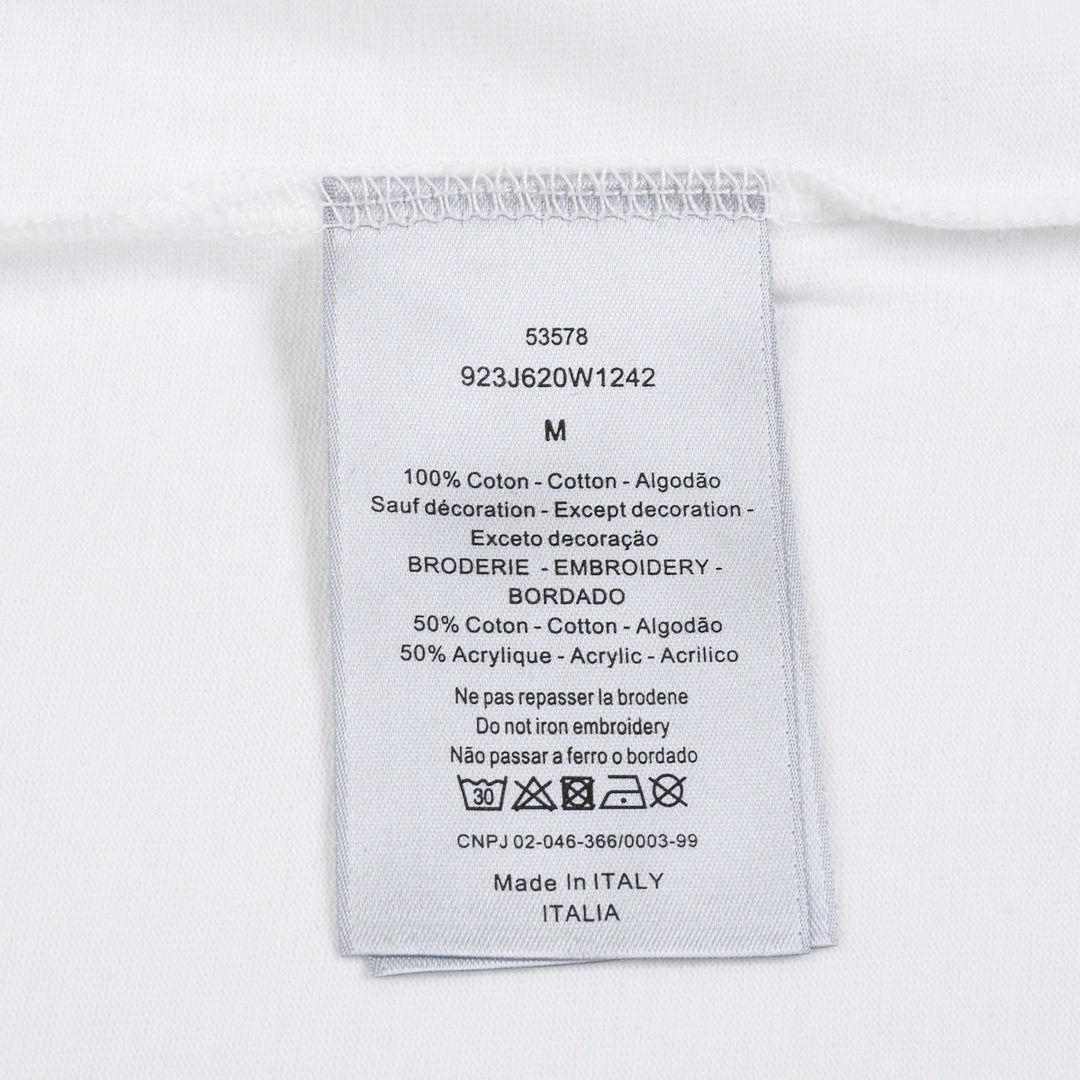 53578
923J620W1242
M
100% Coton - Cotton - Algodão
Sauf décoration - Except decoration -
Exceto decoraçäo
BRODERIE - EMBROIDERY -
BORDADO
50% Coton - Cotton - Algodão
50% Acrylique - Acrylic - Acrilico
Ne pas repasser la brodene
Do not iron embroidery
Não passar a ferro o bordado
30
CNPJ 02-046-366/0003-99
Made In ITALY
ITALIA